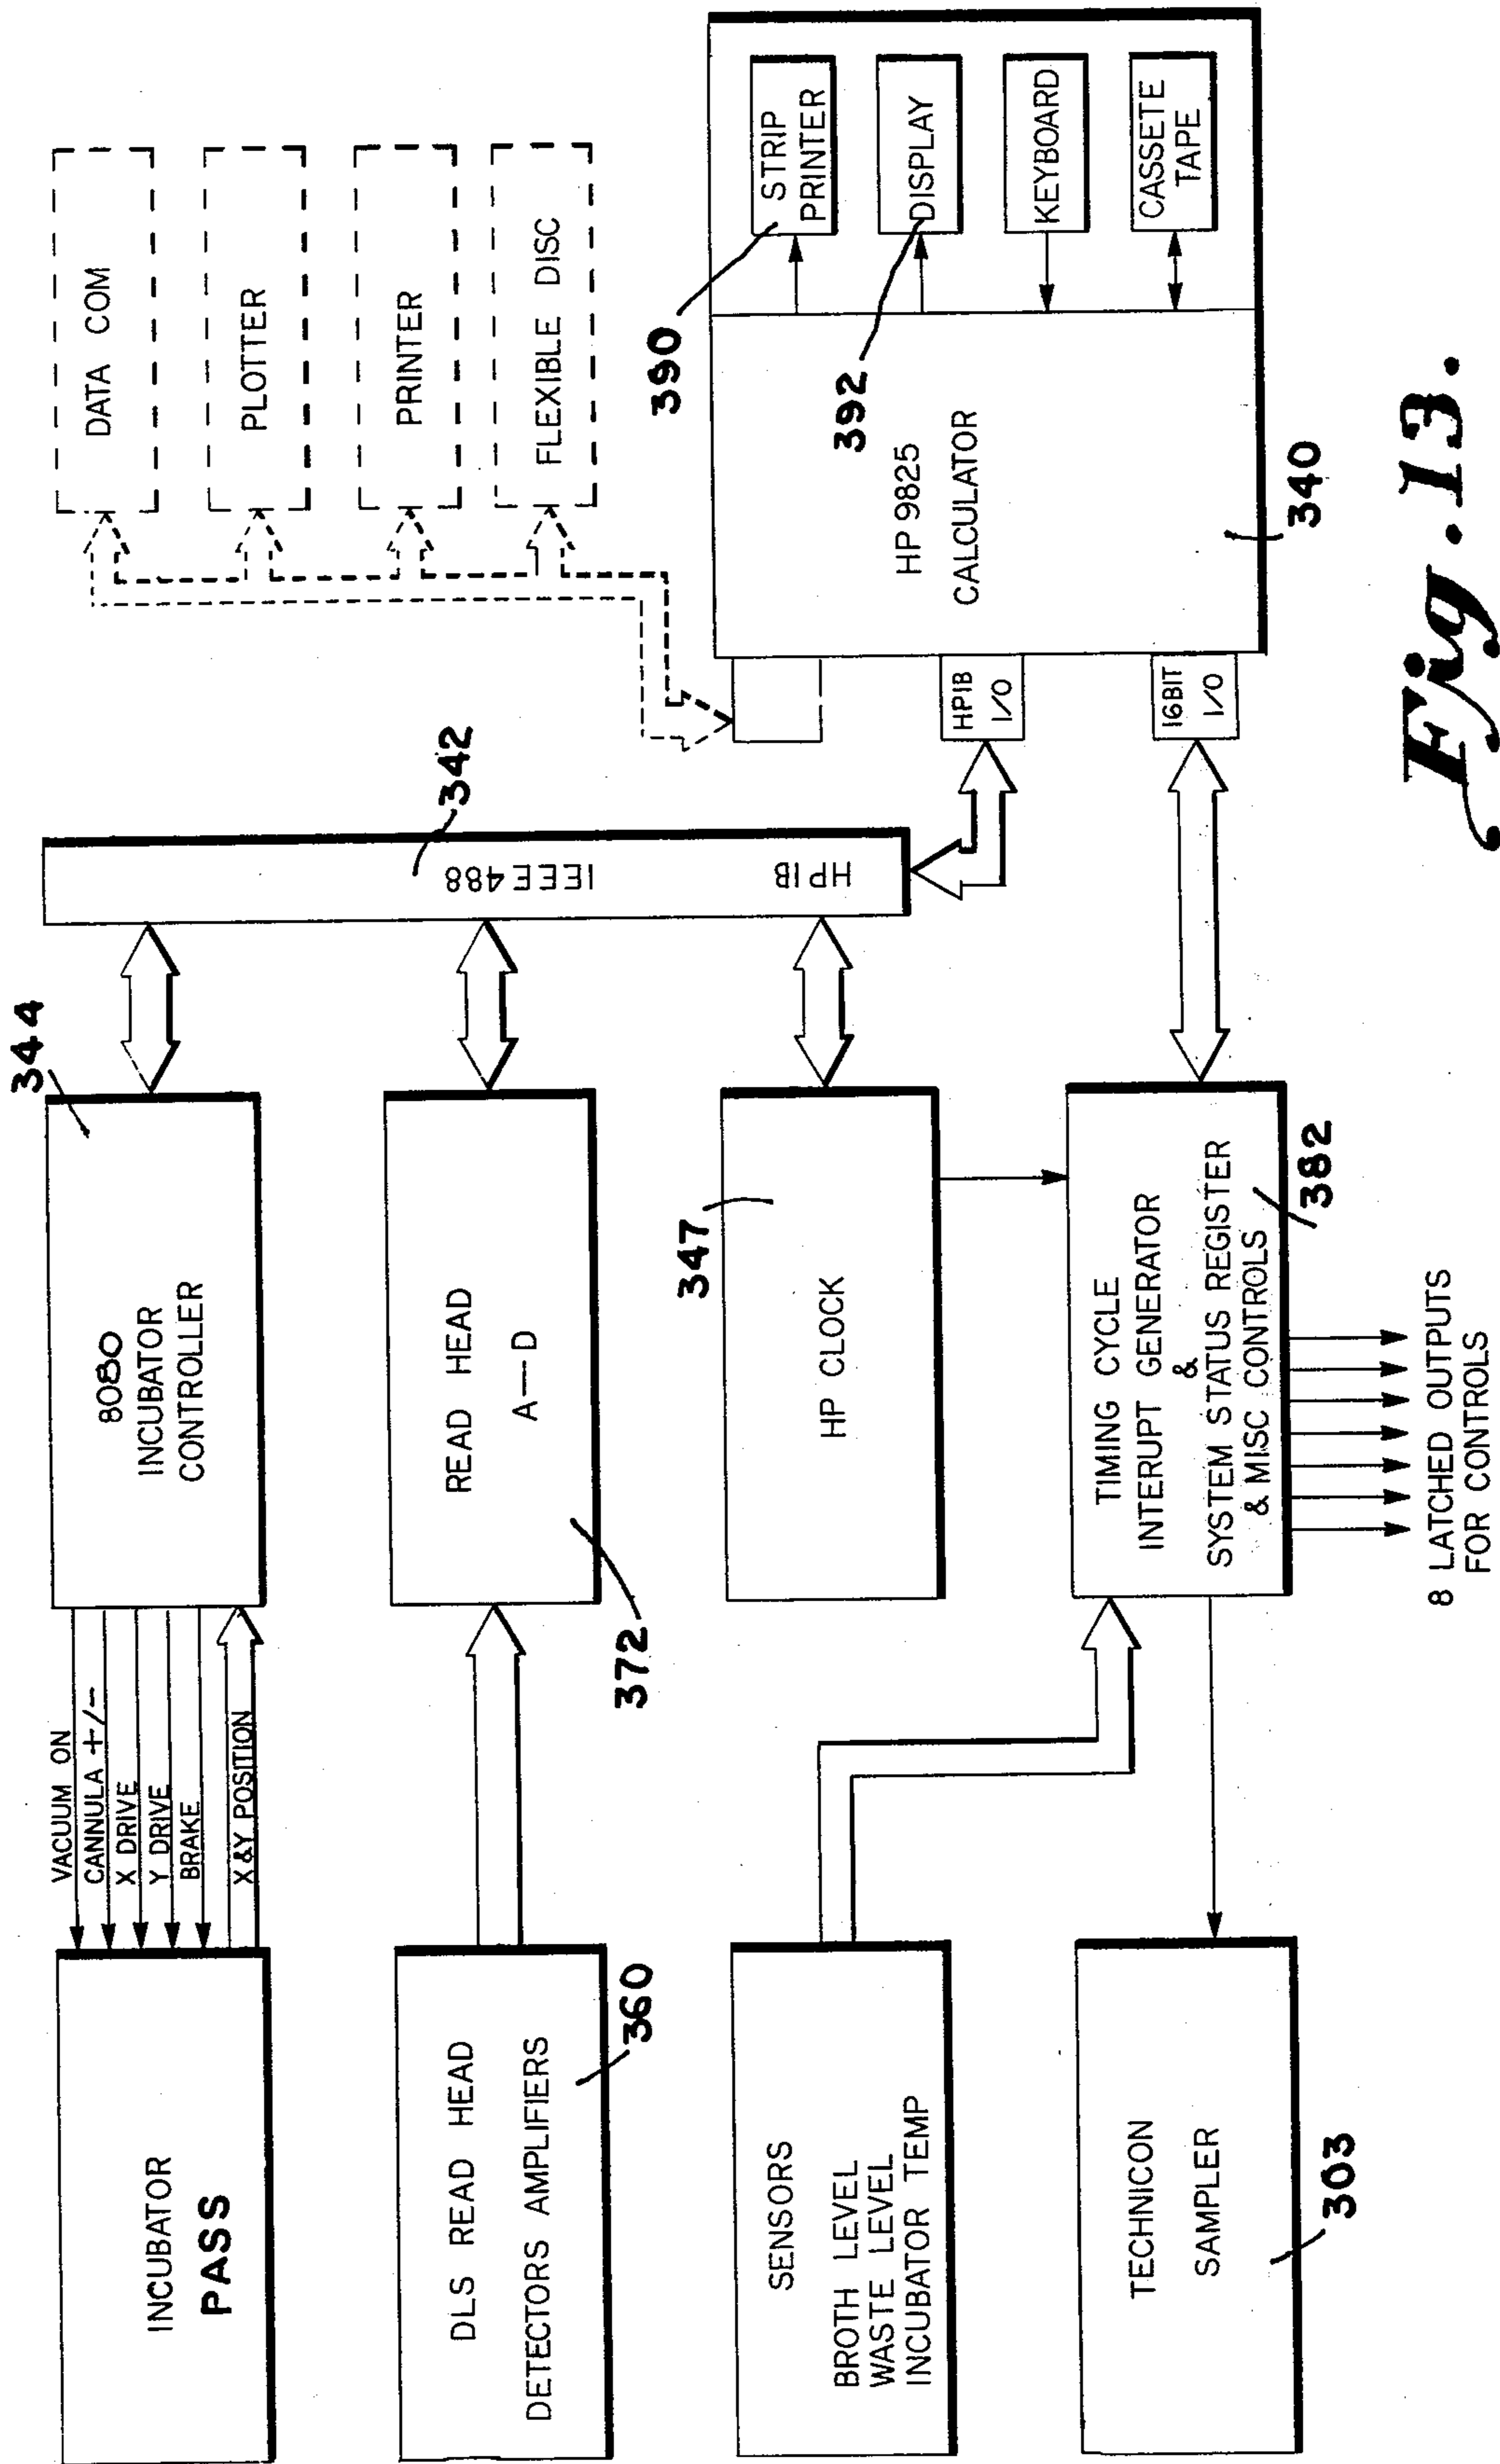 INCUBATOR
PASS
VACUUM ON
CANNULA +/-
X DRIVE
Y DRIVE
BRAKE
X & Y POSITION
344
8080
INCUBATOR
CONTROLLER
DLS READ HEAD
DETECTORS AMPLIFIERS
360
READ HEAD
A—D
372
SENSORS
BROTH LEVEL
WASTE LEVEL
INCUBATOR TEMP
347
HP CLOCK
TECHNICON
SAMPLER
303
TIMING CYCLE
INTERUPT GENERATOR
&
SYSTEM STATUS REGISTER
& MISC CONTROLS
382
8 LATCHED OUTPUTS
FOR CONTROLS
342
IEEE488
HPIB
DATA COM
PLOTTER
PRINTER
FLEXIBLE DISC
HPIB
I/O
16BIT
I/O
HP 9825
CALCULATOR
340
390
STRIP
PRINTER
392
DISPLAY
KEYBOARD
CASSETE
TAPE
Fig. 13.